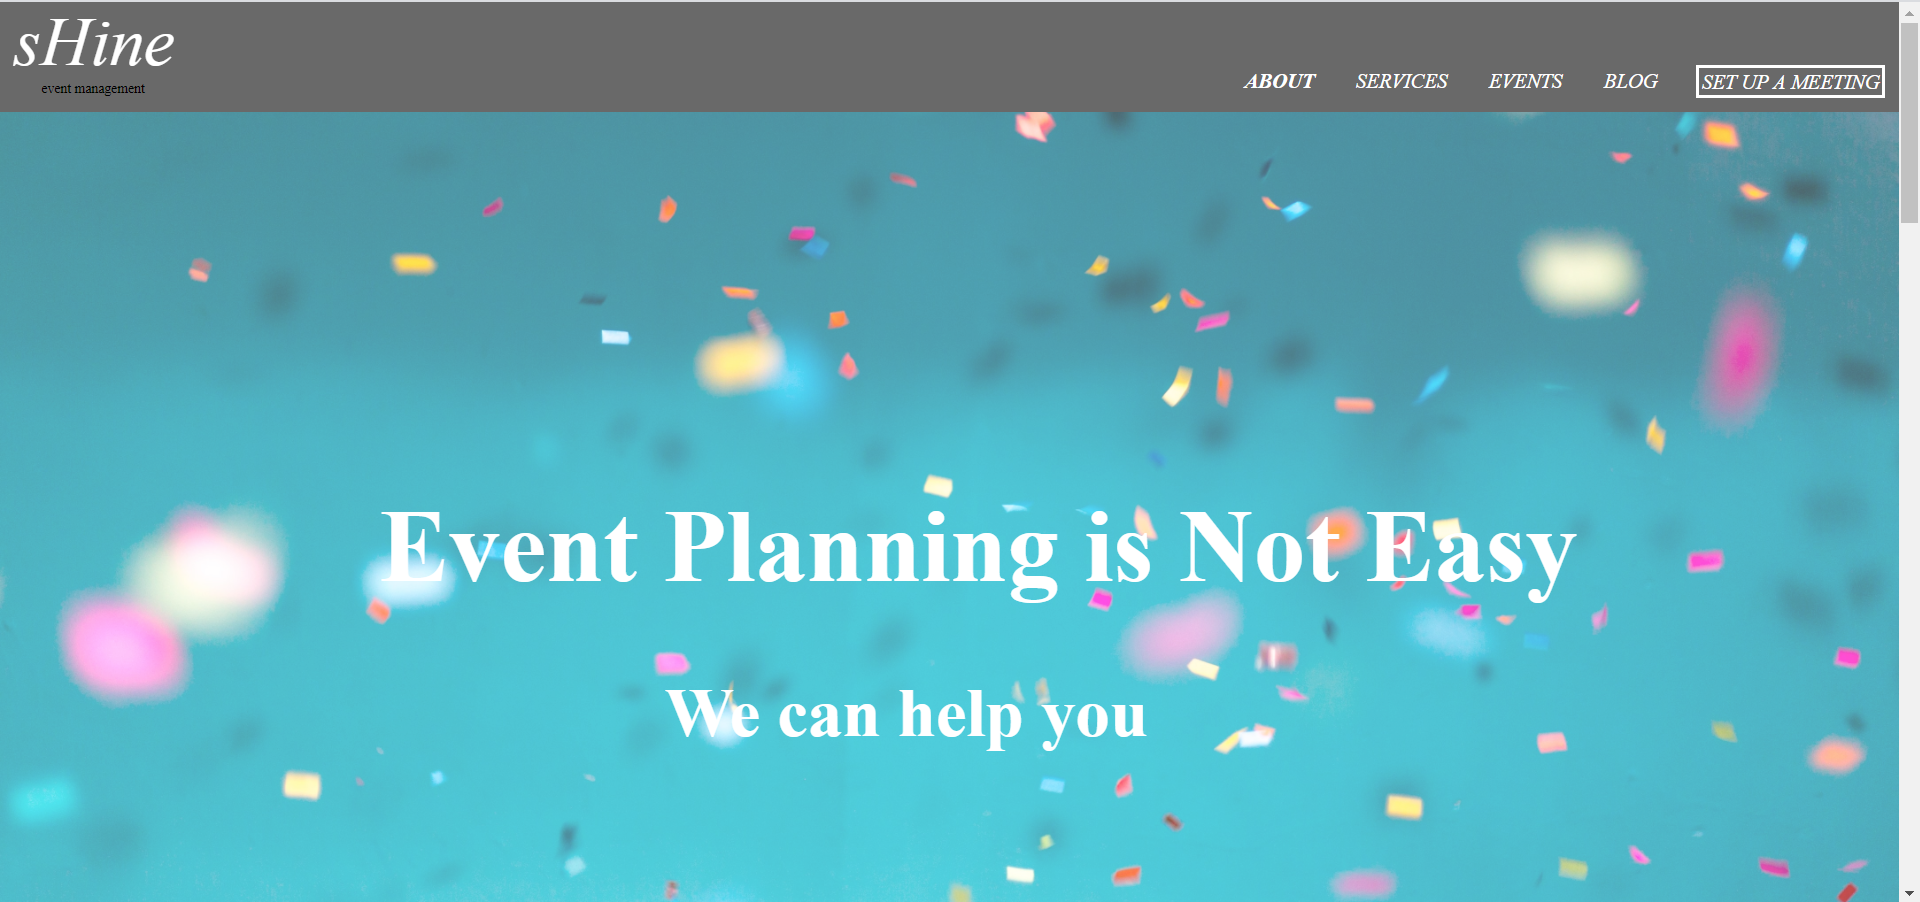 sHine
event management
ABOUT SERVICES EVENTS BLOG SET UP A MEETING
Event Planning is Not Easy
We can help you